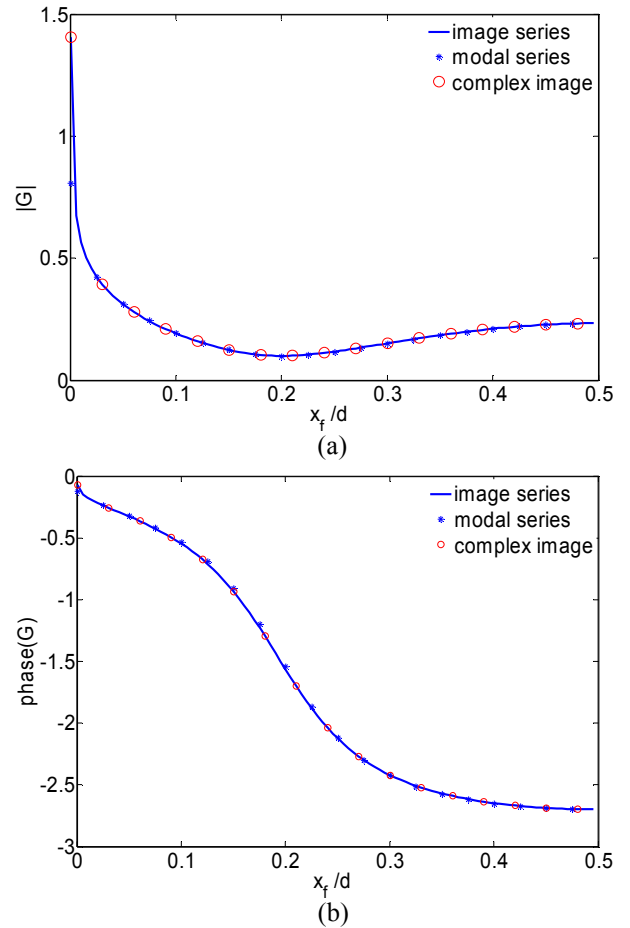 1.5
1
0.5
0
|G|
image series
modal series
complex image
0 0.1 0.2 0.3 0.4 0.5
x_f /d
(a)
0
-0.5
-1
-1.5
-2
-2.5
-3
phase(G)
image series
modal series
complex image
0 0.1 0.2 0.3 0.4 0.5
x_f /d
(b)